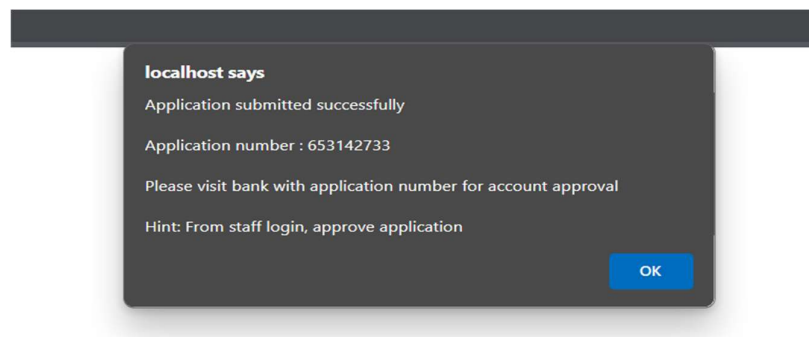 localhost says
Application submitted successfully
Application number : 653142733
Please visit bank with application number for account approval
Hint: From staff login, approve application
OK